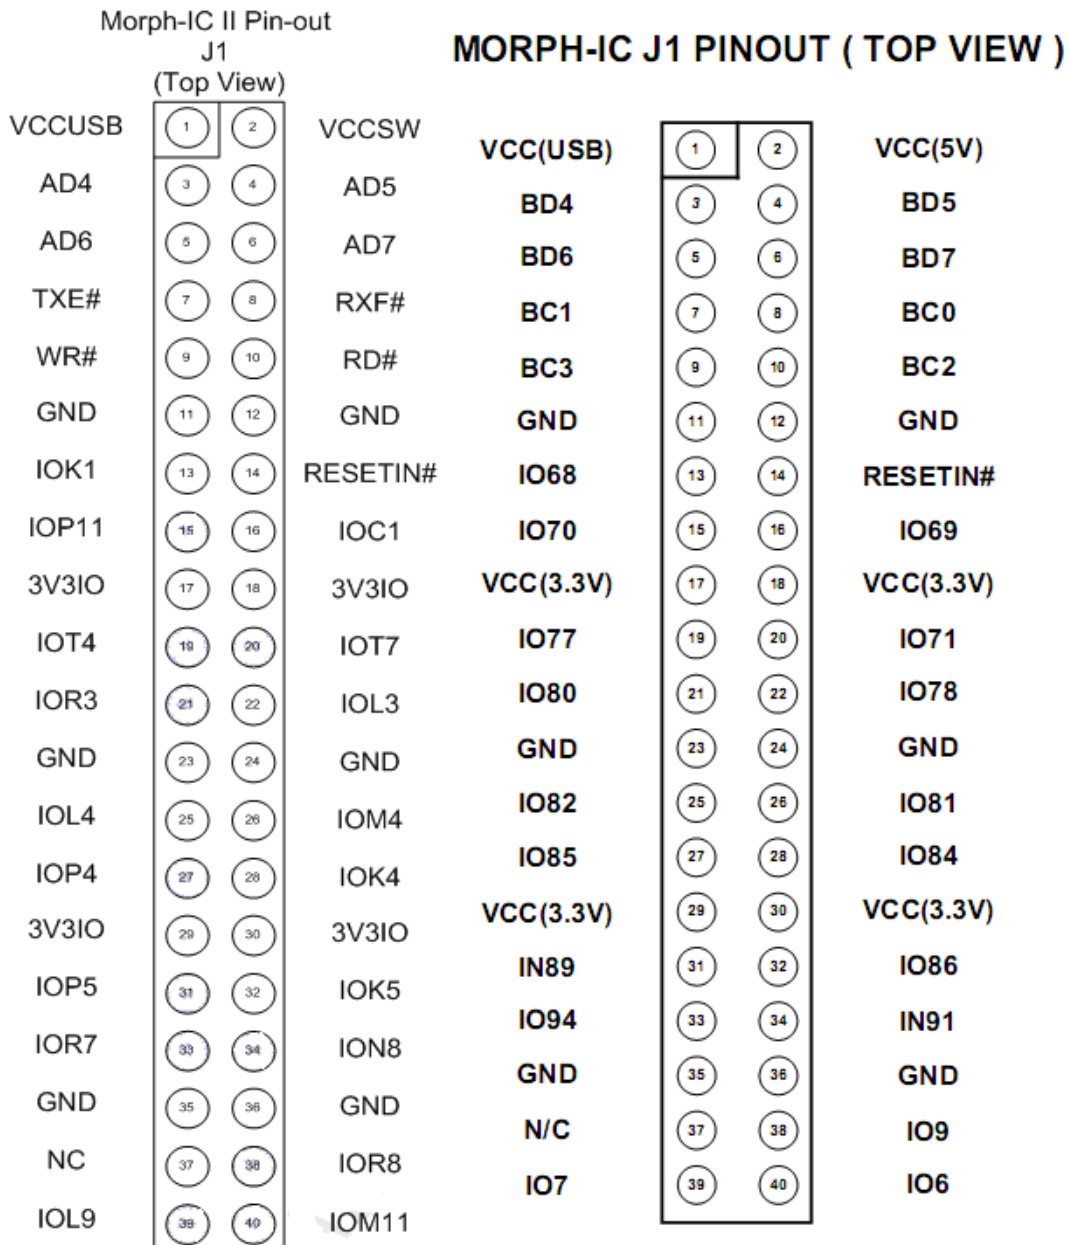 Morph-IC II Pin-out
J1
(Top View)
VCCUSB 1 2 VCCSW
AD4 3 4 AD5
AD6 5 6 AD7
TXE# 7 8 RXF#
WR# 9 10 RD#
GND 11 12 GND
IOK1 13 14 RESETIN#
IOP11 15 16 IOC1
3V3IO 17 18 3V3IO
IOT4 19 20 IOT7
IOR3 21 22 IOL3
GND 23 24 GND
IOL4 25 26 IOM4
IOP4 27 28 IOK4
3V3IO 29 30 3V3IO
IOP5 31 32 IOK5
IOR7 33 34 ION8
GND 35 36 GND
NC 37 38 IOR8
IOL9 39 40 IOM11
MORPH-IC J1 PINOUT ( TOP VIEW )
VCC(USB) 1 2 VCC(5V)
BD4 3 4 BD5
BD6 5 6 BD7
BC1 7 8 BC0
BC3 9 10 BC2
GND 11 12 GND
IO68 13 14 RESETIN#
IO70 15 16 IO69
VCC(3.3V) 17 18 VCC(3.3V)
IO77 19 20 IO71
IO80 21 22 IO78
GND 23 24 GND
IO82 25 26 IO81
IO85 27 28 IO84
VCC(3.3V) 29 30 VCC(3.3V)
IN89 31 32 IO86
IO94 33 34 IN91
GND 35 36 GND
N/C 37 38 IO9
IO7 39 40 IO6